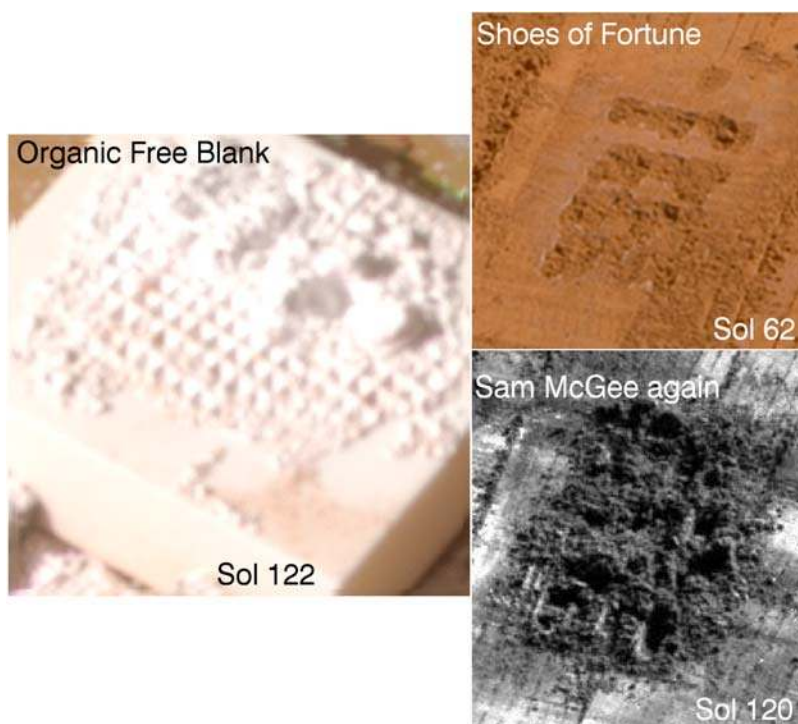 Organic Free Blank
Sol 122
Shoes of Fortune
Sol 62
Sam McGee again
Sol 120